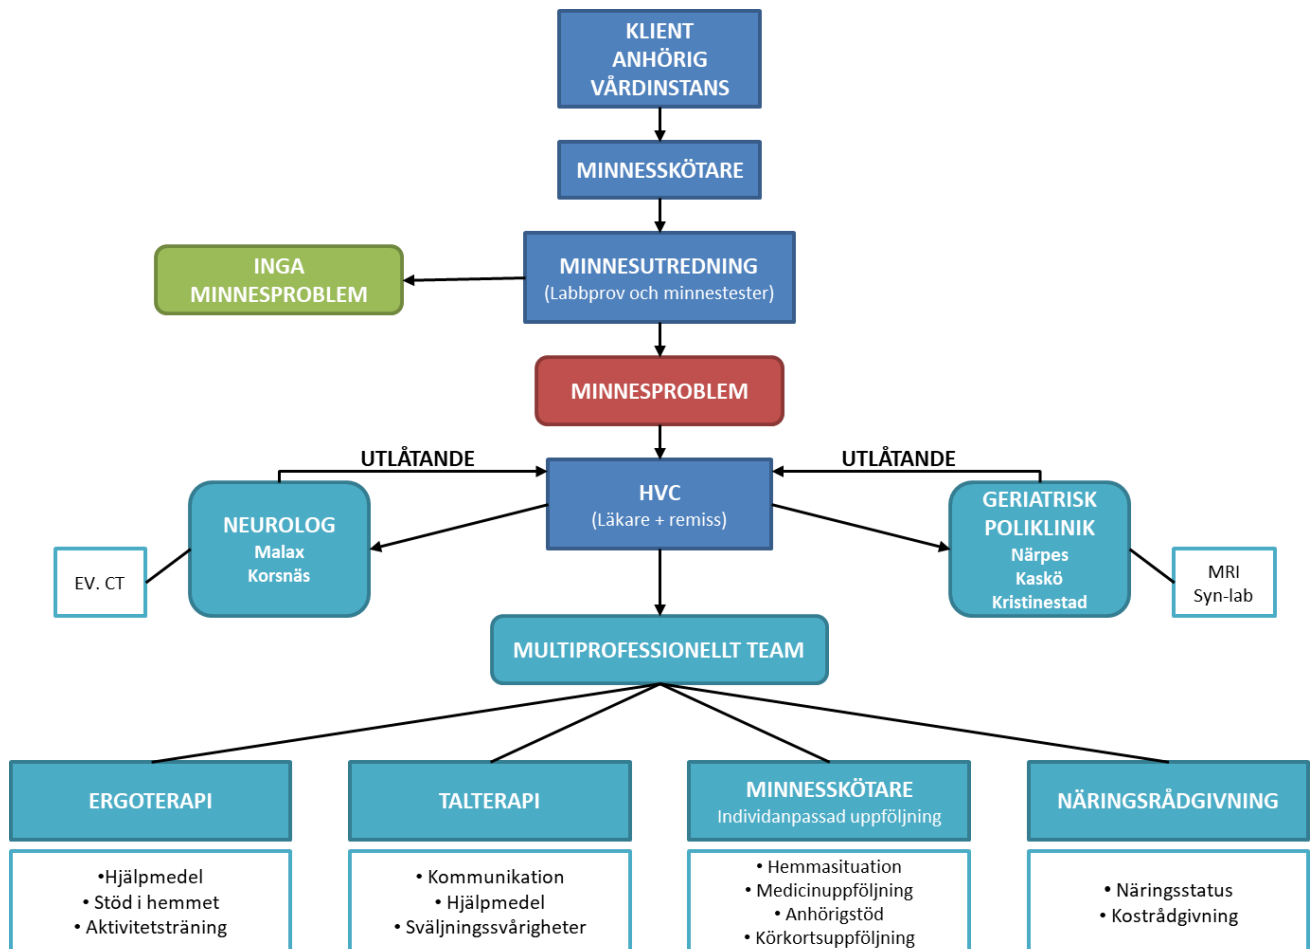 KLIENT
ANHÖRIG
VÅRDINSTANS
MINNESSKÖTARE
INGA
MINNESPROBLEM
MINNESUTREDNING
(Labbprov och minnestester)
MINNESPROBLEM
UTLÅTANDE
UTLÅTANDE
NEUROLOG
Malax
Korsnäs
EV. CT
HVC
(Läkare + remiss)
GERIATRISK
POLIKLINIK
Närpes
Kaskö
Kristinestad
MRI
Syn-lab
MULTIPROFESSIONELLT TEAM
ERGOTERAPI
•Hjälpmedel
• Stöd i hemmet
• Aktivitetsträning
TALTERAPI
• Kommunikation
• Hjälpmedel
• Sväljningssvårigheter
MINNESSKÖTARE
Individanpassad uppföljning
• Hemmasituation
• Medicinuppföljning
• Anhörigstöd
• Körkortsuppföljning
NÄRINGSRÅDGIVNING
• Näringsstatus
• Kostrådgivning